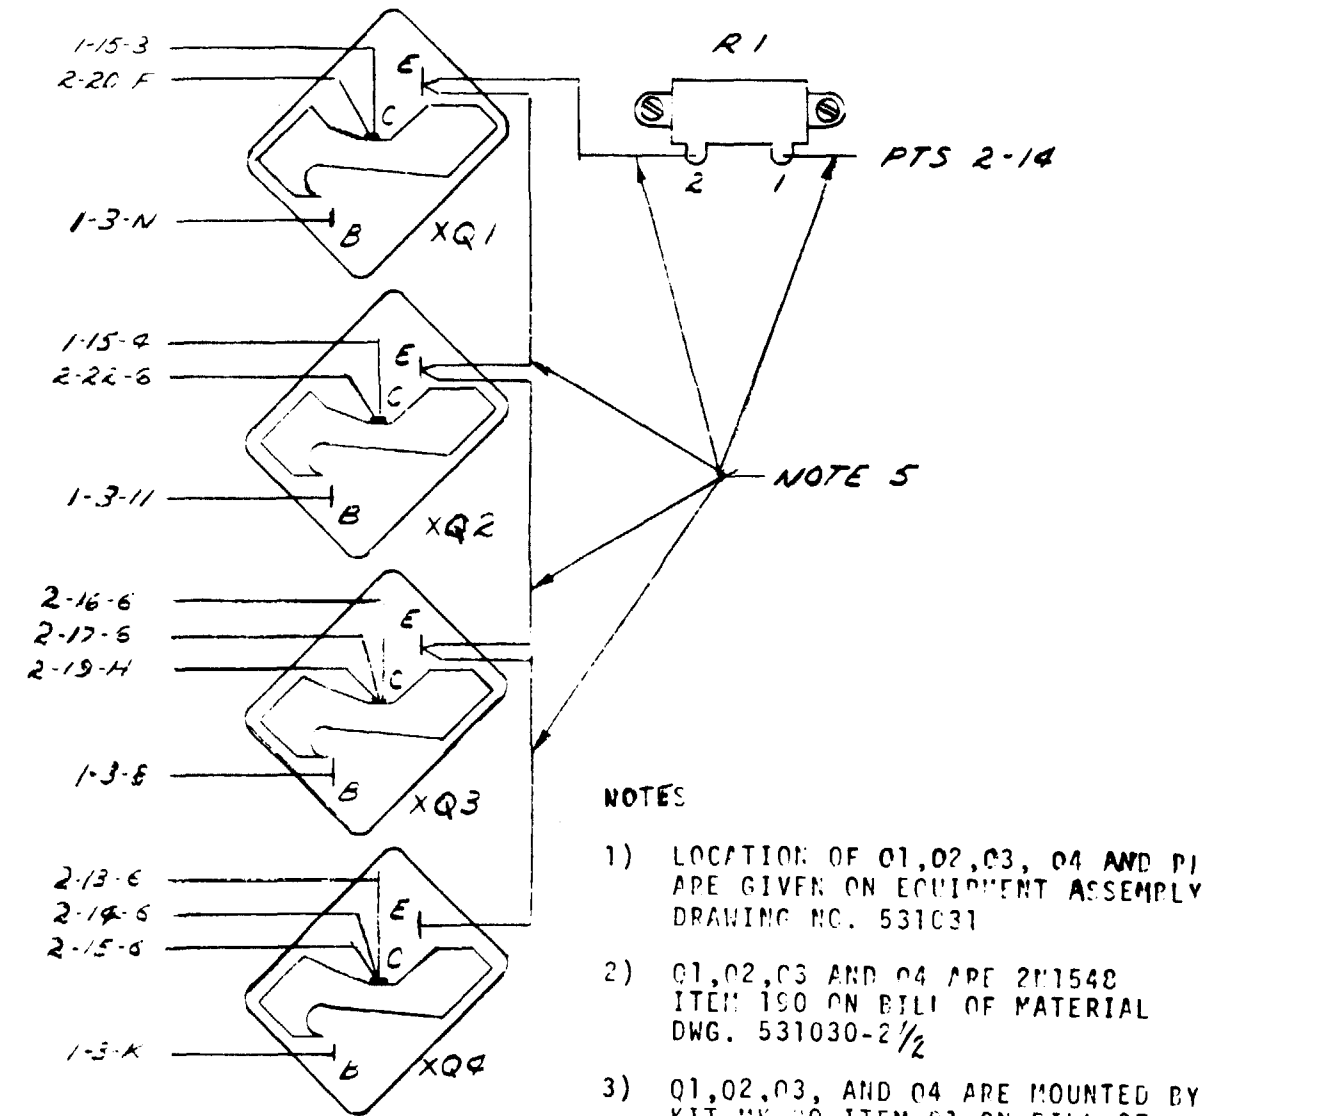 R1
1-15-3
2-20 F
E
C
1-3-N
B
XQ1
2
1
PTS 2-14
1-15-4
2-22-6
E
C
1-3-11
B
XQ2
NOTE 5
2-16-6
2-17-6
2-19-H
E
C
1-3-E
B
XQ3
2-13-6
2-14-6
2-15-6
E
C
1-3-K
B
XQ4
NOTES
1) LOCATION OF Q1,Q2,Q3, Q4 AND R1
ARE GIVEN ON EQUIPMENT ASSEMBLY
DRAWING NO. 531031
2) Q1,Q2,Q3 AND Q4 ARE 2N1548
ITEM 190 ON BILL OF MATERIAL
DWG. 531030-2 1/2
3) Q1,Q2,Q3, AND Q4 ARE MOUNTED BY